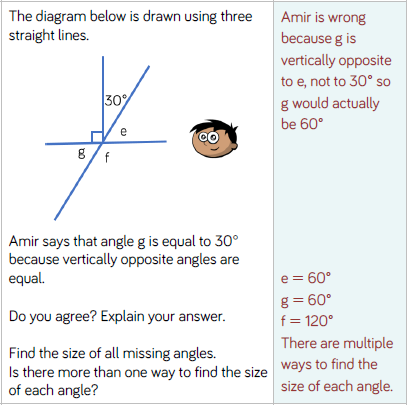 The diagram below is drawn using three
straight lines.
30°
e
g
f
Amir says that angle g is equal to 30°
because vertically opposite angles are
equal.
Do you agree? Explain your answer.
Find the size of all missing angles.
Is there more than one way to find the size
of each angle?
Amir is wrong
because g is
vertically opposite
to e, not to 30° so
g would actually
be 60°
e = 60°
g = 60°
f = 120°
There are multiple
ways to find the
size of each angle.